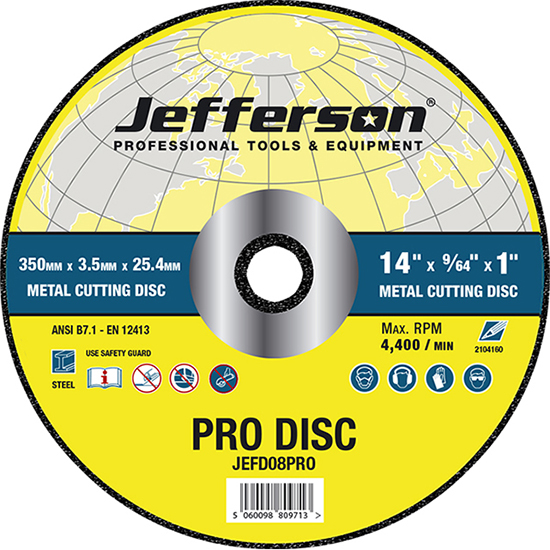 Jefferson®
PROFESSIONAL TOOLS & EQUIPMENT
350MM X 3.5MM X 25.4MM
METAL CUTTING DISC
14" X 9/64" X 1"
METAL CUTTING DISC
ANSI B7.1 - EN 12413
USE SAFETY GUARD
STEEL
MAX. RPM
4,400 / MIN
2104160
PRO DISC
JEFD08PRO
5 060098 809713 >